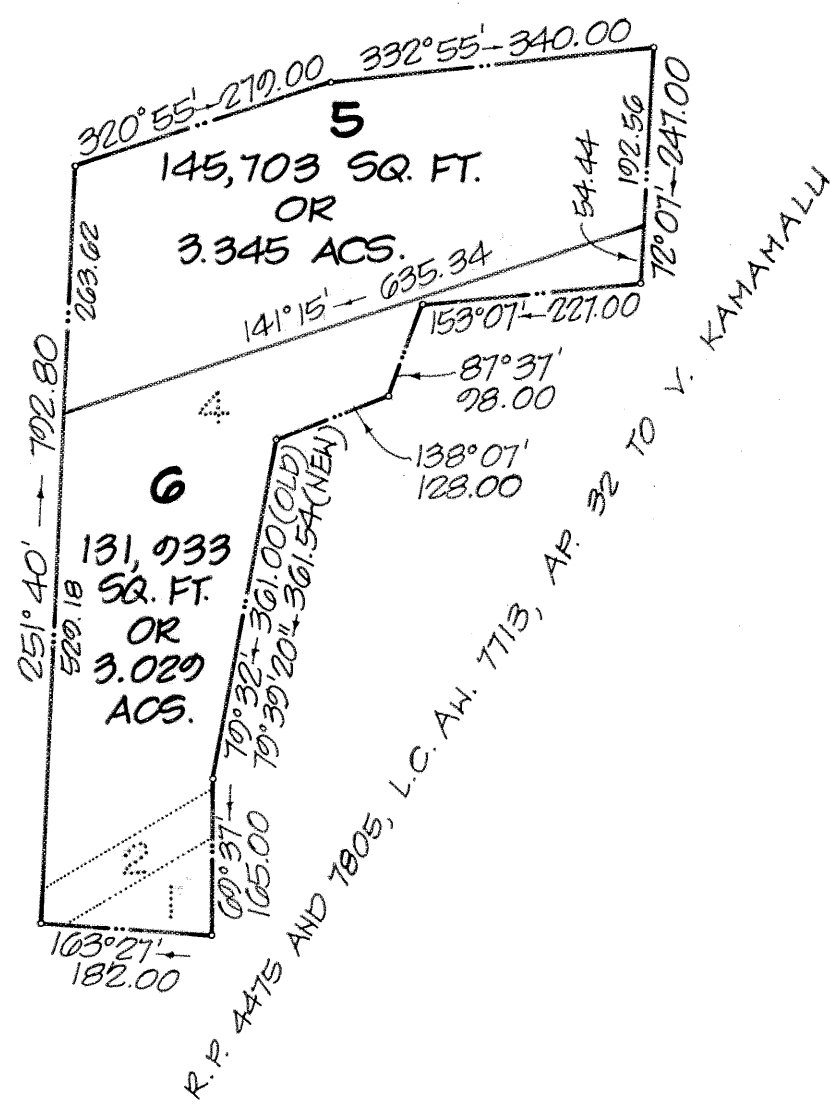 320°55' 279.00
332°55' 340.00
5
145,703 SQ. FT.
OR
3.345 ACS.
263.62
54.44
192.56
72°07' 247.00
141°15' 635.34
153°07' 227.00
87°37'
98.00
138°07'
128.00
4
251°40' 792.80
529.18
6
131,933
SQ. FT.
OR
3.029
ACS.
79°32' 361.00 (OLD)
79°39'20" 361.54 (NEW)
2
1
69°37'
165.00
163°27'
182.00
R.P. 4475 AND 7805, L.C. AW. 7713, AP. 32 TO V. KAMAMALU